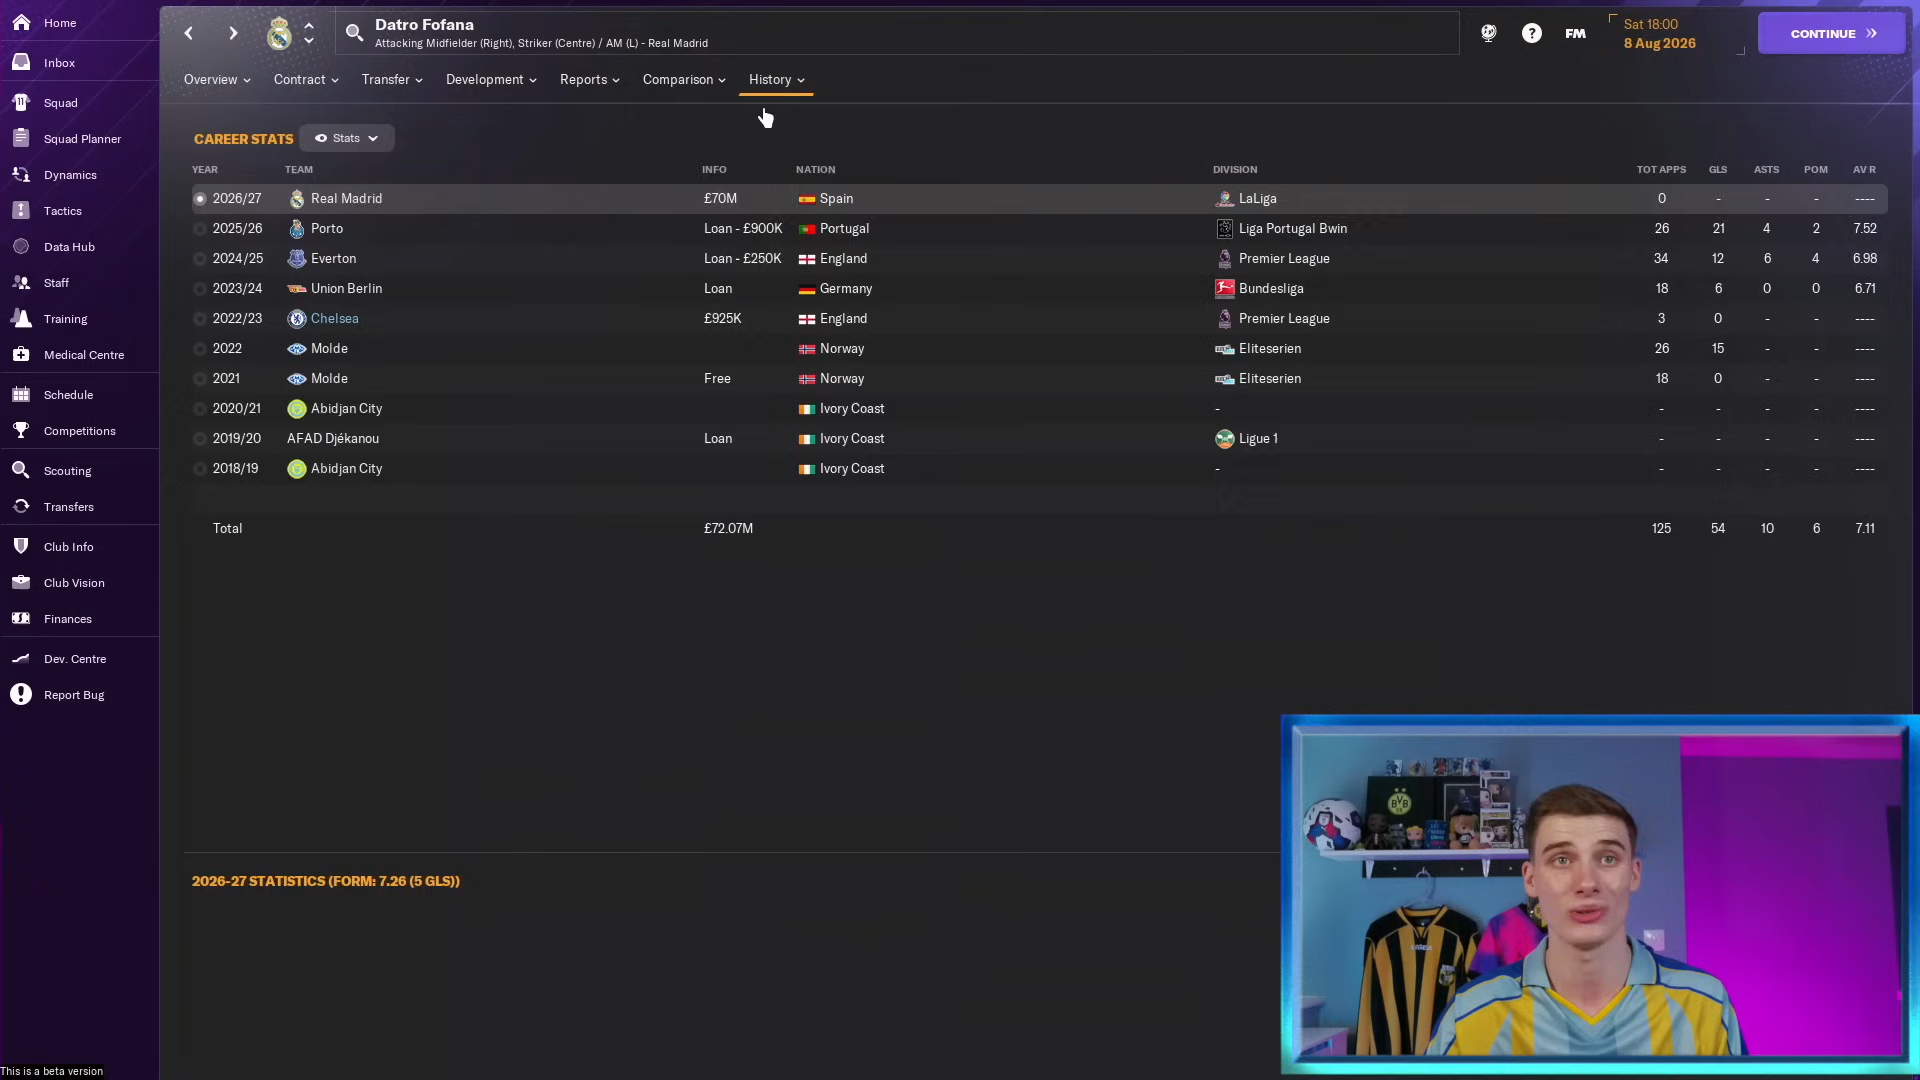 Home
Inbox
Squad
Squad Planner
Dynamics
Tactics
Data Hub
Staff
Training
Medical Centre
Schedule
Competitions
Scouting
Transfers
Club Info
Club Vision
Finances
Dev. Centre
Report Bug
This is a beta version
Datro Fofana
Attacking Midfielder (Right), Striker (Centre) / AM (L) - Real Madrid
FM
Sat 18:00
8 Aug 2026
CONTINUE
Overview Contract Transfer Development Reports Comparison History
CAREER STATS Stats
YEAR TEAM INFO NATION DIVISION TOT APPS GLS ASTS POM AV R
2026/27 Real Madrid £70M Spain LaLiga 0 - - - ----
2025/26 Porto Loan - £900K Portugal Liga Portugal Bwin 26 21 4 2 7.52
2024/25 Everton Loan - £250K England Premier League 34 12 6 4 6.98
2023/24 Union Berlin Loan Germany Bundesliga 18 6 0 0 6.71
2022/23 Chelsea £925K England Premier League 3 0 - - ----
2022 Molde Norway Eliteserien 26 15 - - ----
2021 Molde Free Norway Eliteserien 18 0 - - ----
2020/21 Abidjan City Ivory Coast - - - - - ----
2019/20 AFAD Djékanou Loan Ivory Coast Ligue 1 - - - - ----
2018/19 Abidjan City Ivory Coast - - - - - ----
Total £72.07M 125 54 10 6 7.11
2026-27 STATISTICS (FORM: 7.26 (5 GLS))
BVB
09